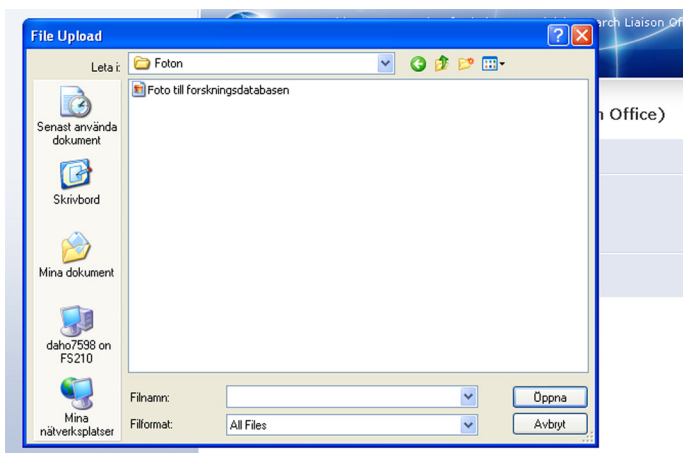 arch Liaison Of
File Upload
Leta i:
Foton
Foto till forskningsdatabasen
n Office)
Senast använda
dokument
Skrivbord
Mina dokument
daho7598 on
FS210
Mina
nätverksplatser
Filnamn:
Öppna
Filformat:
All Files
Avbryt